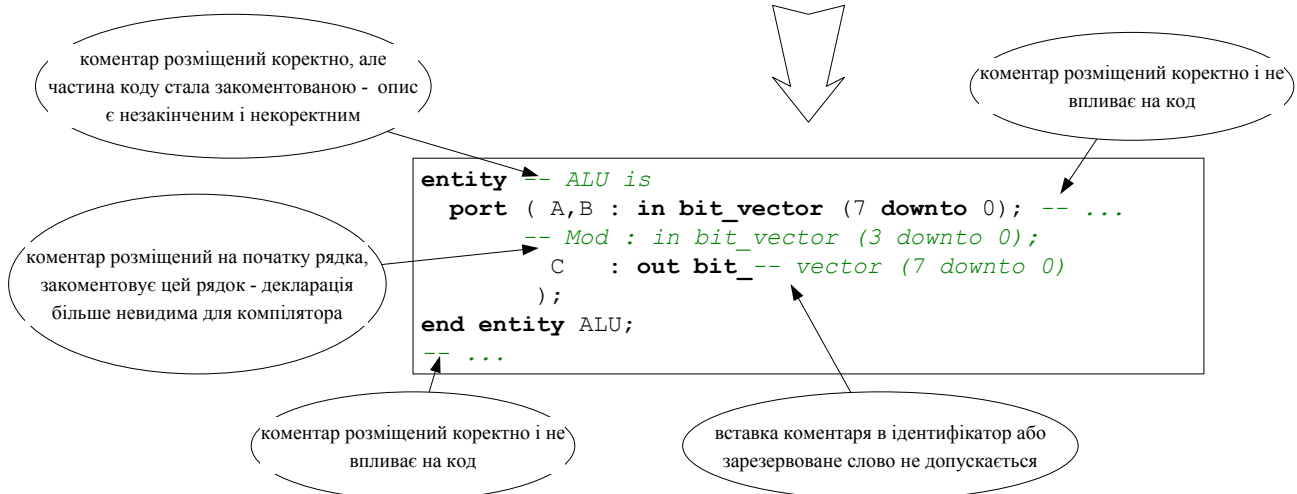 коментар розміщений коректно, але
частина коду стала закоментованою - опис
є незакінченим і некоректним
коментар розміщений коректно і не
впливає на код
entity -- ALU is
port ( A,B : in bit_vector (7 downto 0); -- ...
-- Mod : in bit_vector (3 downto 0);
C : out bit_-- vector (7 downto 0)
);
end entity ALU;
-- ...
коментар розміщений на початку рядка,
закоментовує цей рядок - декларація
більше невидима для компілятора
коментар розміщений коректно і не
впливає на код
вставка коментаря в ідентифікатор або
зарезервоване слово не допускається